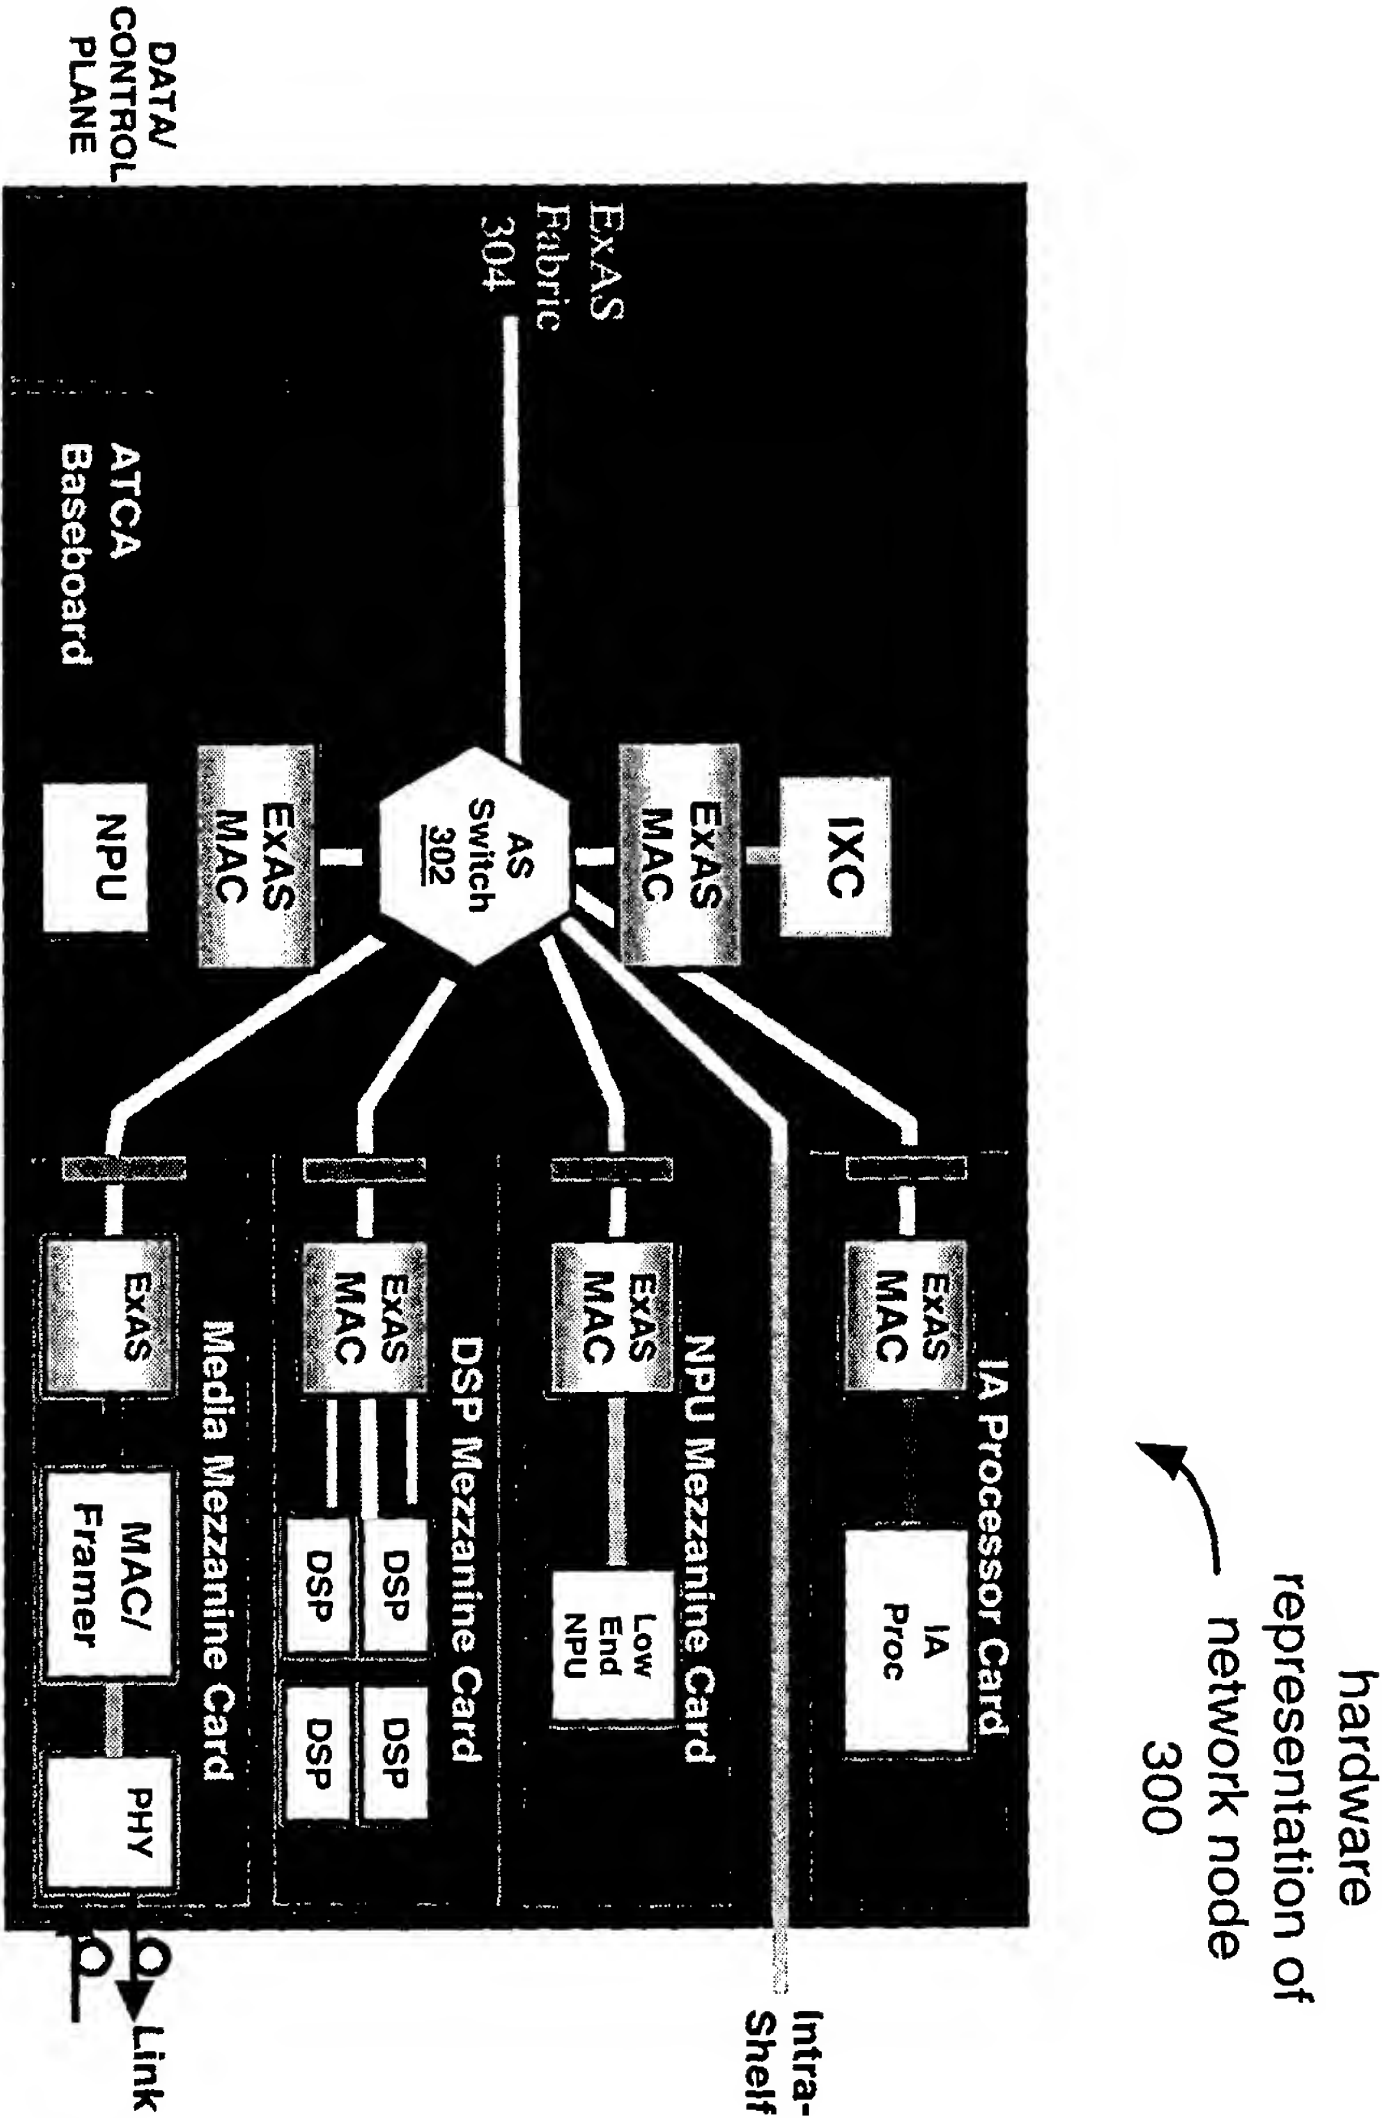 hardware
representation of
network node
300
IA Processor Card
ExAS
MAC
IA
Proc
IXC
ExAS
MAC
Intra-
Shelf
NPU Mezzanine Card
ExAS
MAC
Low
End
NPU
ExAS
Fabric
304
AS
Switch
302
DSP Mezzanine Card
ExAS
MAC
DSP
DSP
DSP
DSP
ExAS
MAC
NPU
Media Mezzanine Card
ExAS
MAC/
Framer
PHY
Link
ATCA
Baseboard
DATA/
CONTROL
PLANE